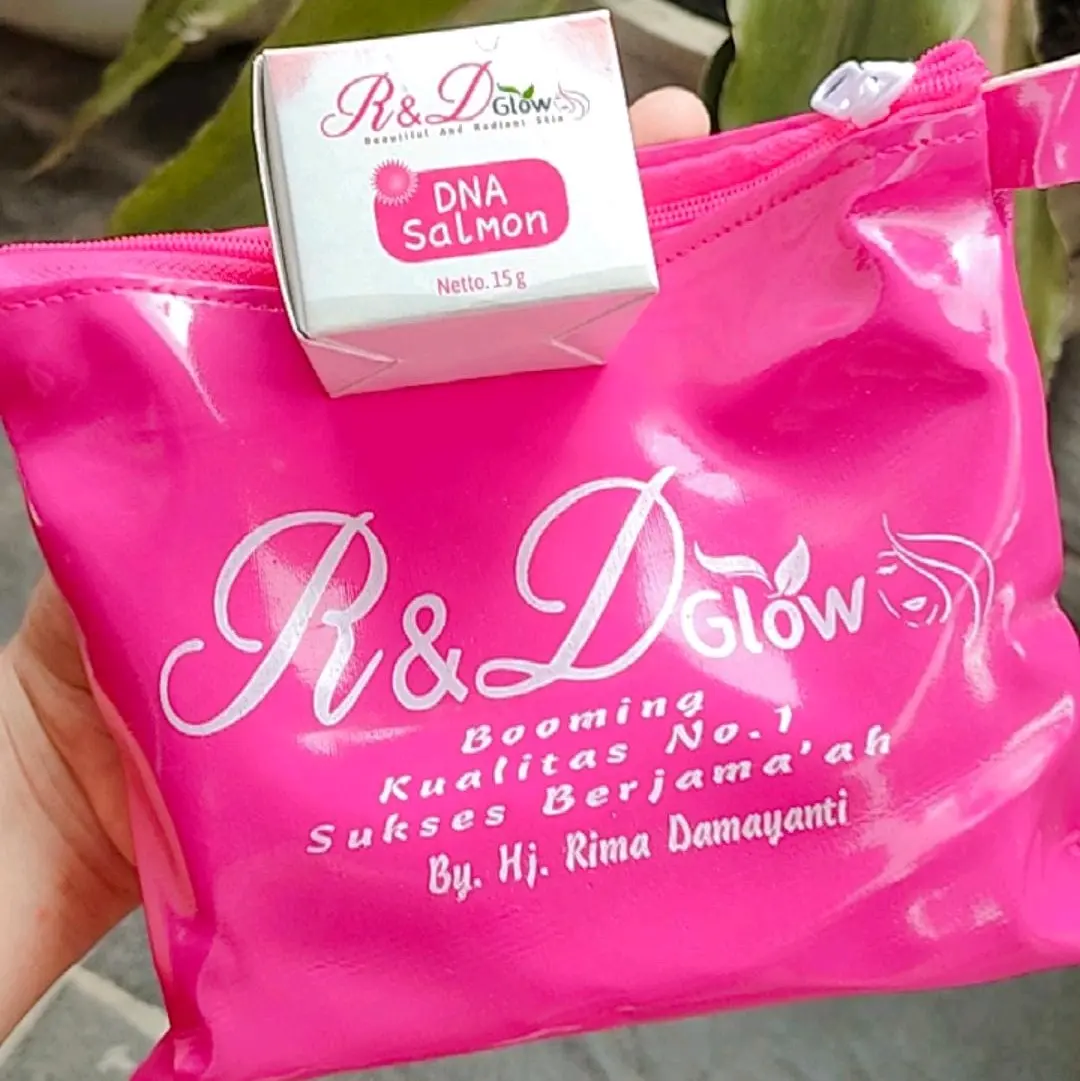 R&D Glow
Beautiful And Radiant Skin
DNA
Salmon
Netto. 15 g
R&D Glow
Booming
Kualitas No.1
Sukses Berjama'ah
By. Hj. Rima Damayanti